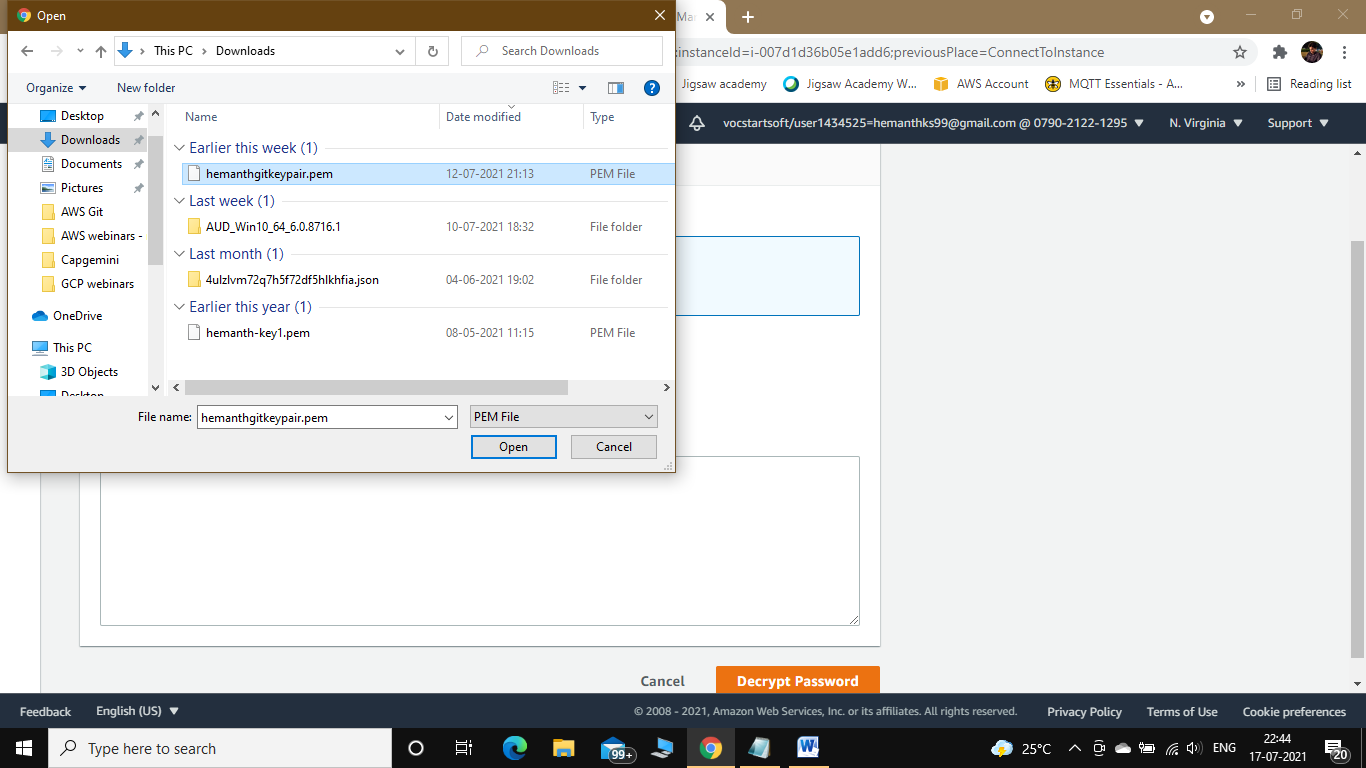 Open
Ma
This PC > Downloads
Search Downloads
:instanceId=i-007d1d36b05e1add6;previousPlace=ConnectToInstance
Organize
New folder
Jigsaw academy
Jigsaw Academy W...
AWS Account
MQTT Essentials - A...
»
Reading list
Desktop
Downloads
Documents
Pictures
AWS Git
AWS webinars -
Capgemini
GCP webinars
OneDrive
This PC
3D Objects
Desktop
Name
Date modified
Type
Earlier this week (1)
hemanthgitkeypair.pem 12-07-2021 21:13 PEM File
Last week (1)
AUD_Win10_64_6.0.8716.1 10-07-2021 18:32 File folder
Last month (1)
4ulzlvm72q7h5f72df5hlkhfia.json 04-06-2021 19:02 File folder
Earlier this year (1)
hemanth-key1.pem 08-05-2021 11:15 PEM File
File name: hemanthgitkeypair.pem
PEM File
Open
Cancel
vocstartsoft/user1434525=hemanthks99@gmail.com @ 0790-2122-1295
N. Virginia
Support
Cancel
Decrypt Password
Feedback
English (US)
© 2008 - 2021, Amazon Web Services, Inc. or its affiliates. All rights reserved.
Privacy Policy
Terms of Use
Cookie preferences
Type here to search
99+
W
25°C
ENG
22:44
17-07-2021
20